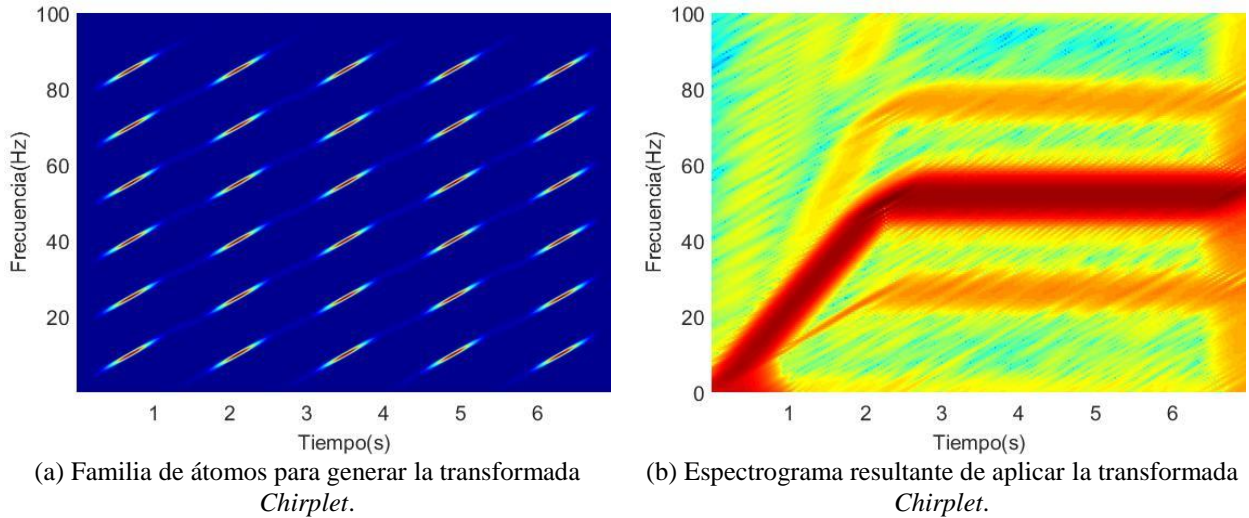 100
80
60
40
20
Frecuencia(Hz)
1 2 3 4 5 6
Tiempo(s)
(a) Familia de átomos para generar la transformada
Chirplet.
100
80
60
40
20
0
Frecuencia(Hz)
1 2 3 4 5 6
Tiempo(s)
(b) Espectrograma resultante de aplicar la transformada
Chirplet.